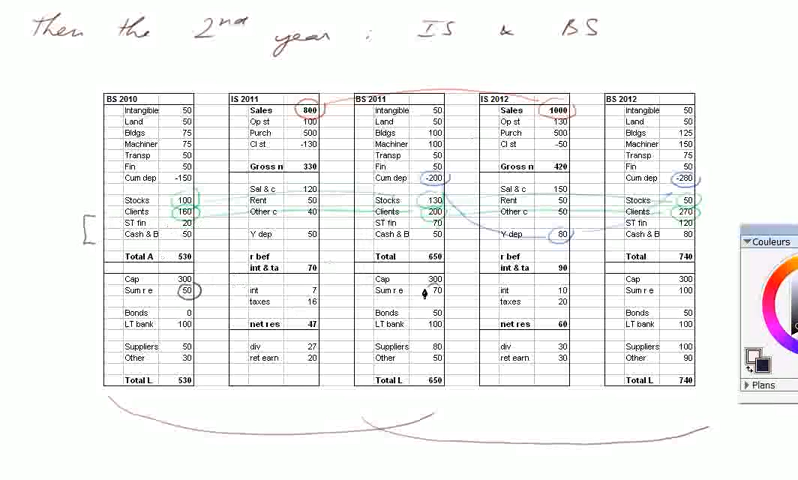 Then the 2nd year : IS & BS
BS 2010 IS 2011 BS 2011 IS 2012 BS 2012
Intangible 50 Sales 800 Intangible 50 Sales 1000 Intangible 50
Land 50 Op st 100 Land 50 Op st 130 Land 50
Bldgs 75 Purch 500 Bldgs 100 Purch 500 Bldgs 125
Machiner 75 Cl st -130 Machiner 100 Cl st -50 Machiner 150
Transp 50 Transp 50 Transp 75
Fin 50 Gross n 330 Fin 50 Gross n 420 Fin 50
Cum dep -150 Cum dep -200 Cum dep -280
Sal & c 120 Sal & c 150
Stocks 100 Rent 50 Stocks 130 Rent 50 Stocks 50
Clients 160 Other c 40 Clients 200 Other c 50 Clients 270
ST fin 20 ST fin 70 ST fin 120
Cash & B 50 Y dep 50 Cash & B 50 Y dep 80 Cash & B 80
Total A 530 r bef Total 650 r bef Total 740
int & ta 70 int & ta 90
Cap 300 Cap 300 Cap 300
Sum r e 50 int 7 Sum r e 70 int 10 Sum r e 100
taxes 16 taxes 20
Bonds 0 Bonds 50 Bonds 50
LT bank 100 net res 47 LT bank 100 net res 60 LT bank 100
Suppliers 50 div 27 Suppliers 80 div 30 Suppliers 100
Other 30 ret earn 20 Other 50 ret earn 30 Other 90
Total L 530 Total L 650 Total L 740
Couleurs
Plans